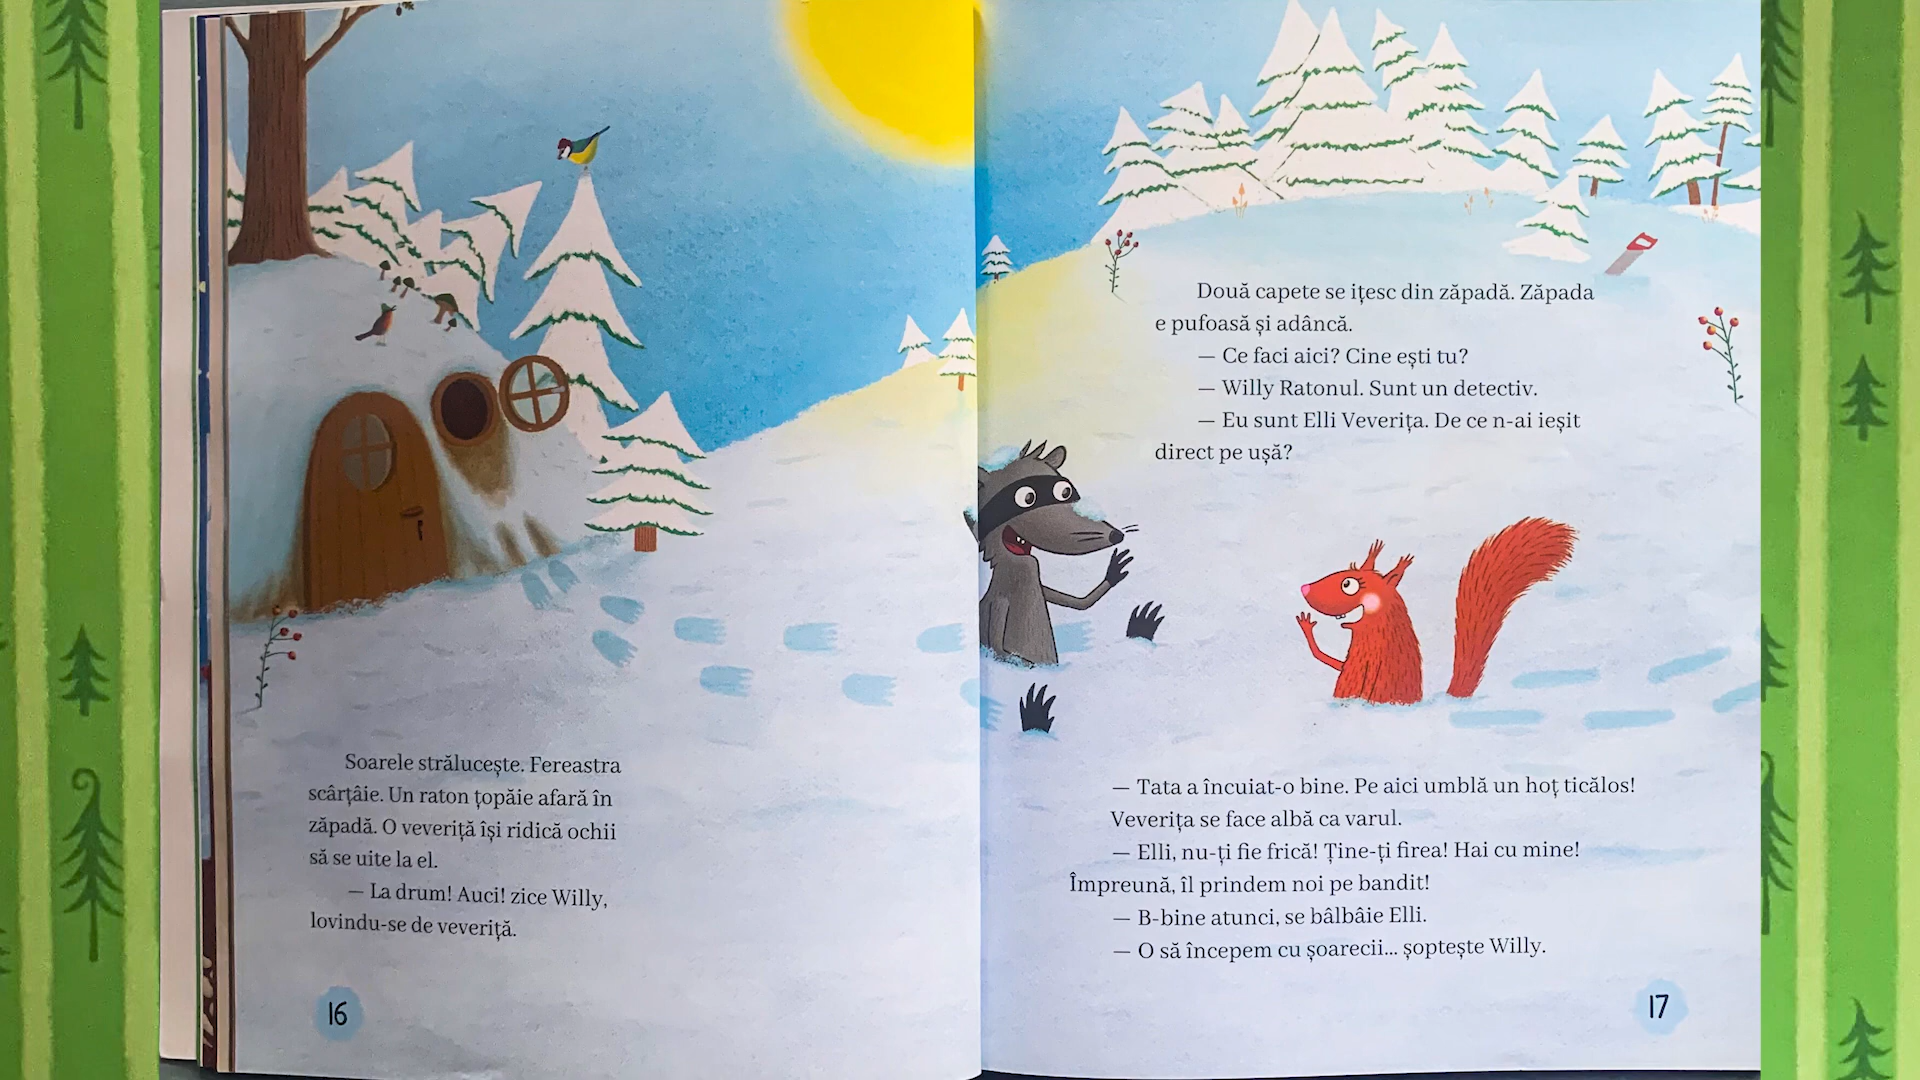 Soarele strălucește. Fereastra
scârțâie. Un raton țopăie afară în
zăpadă. O veveriță își ridică ochii
să se uite la el.
— La drum! Auci! zice Willy,
lovindu-se de veveriță.
16
Două capete se ițesc din zăpadă. Zăpada
e pufoasă și adâncă.
— Ce faci aici? Cine ești tu?
— Willy Ratonul. Sunt un detectiv.
— Eu sunt Elli Veverița. De ce n-ai ieșit
direct pe ușă?
— Tata a încuiat-o bine. Pe aici umblă un hoț ticălos!
Veverița se face albă ca varul.
— Elli, nu-ți fie frică! Ține-ți firea! Hai cu mine!
Împreună, îl prindem noi pe bandit!
— B-bine atunci, se bâlbâie Elli.
— O să începem cu șoarecii... șoptește Willy.
17